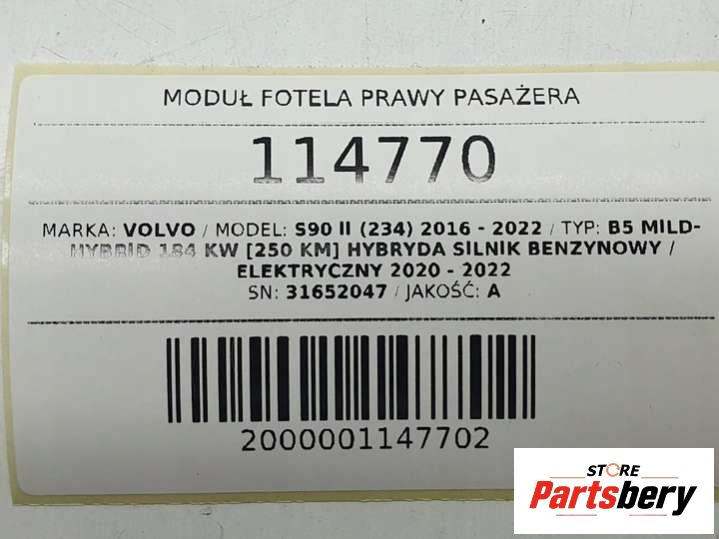 MODUŁ FOTELA PRAWY PASAŻERA
114770
MARKA: VOLVO / MODEL: S90 II (234) 2016 - 2022 / TYP: B5 MILD-
HYBRID 184 KW [250 KM] HYBRYDA SILNIK BENZYNOWY /
ELEKTRYCZNY 2020 - 2022
SN: 31652047 / JAKOŚĆ: A
2000001147702
STORE
Partsbery